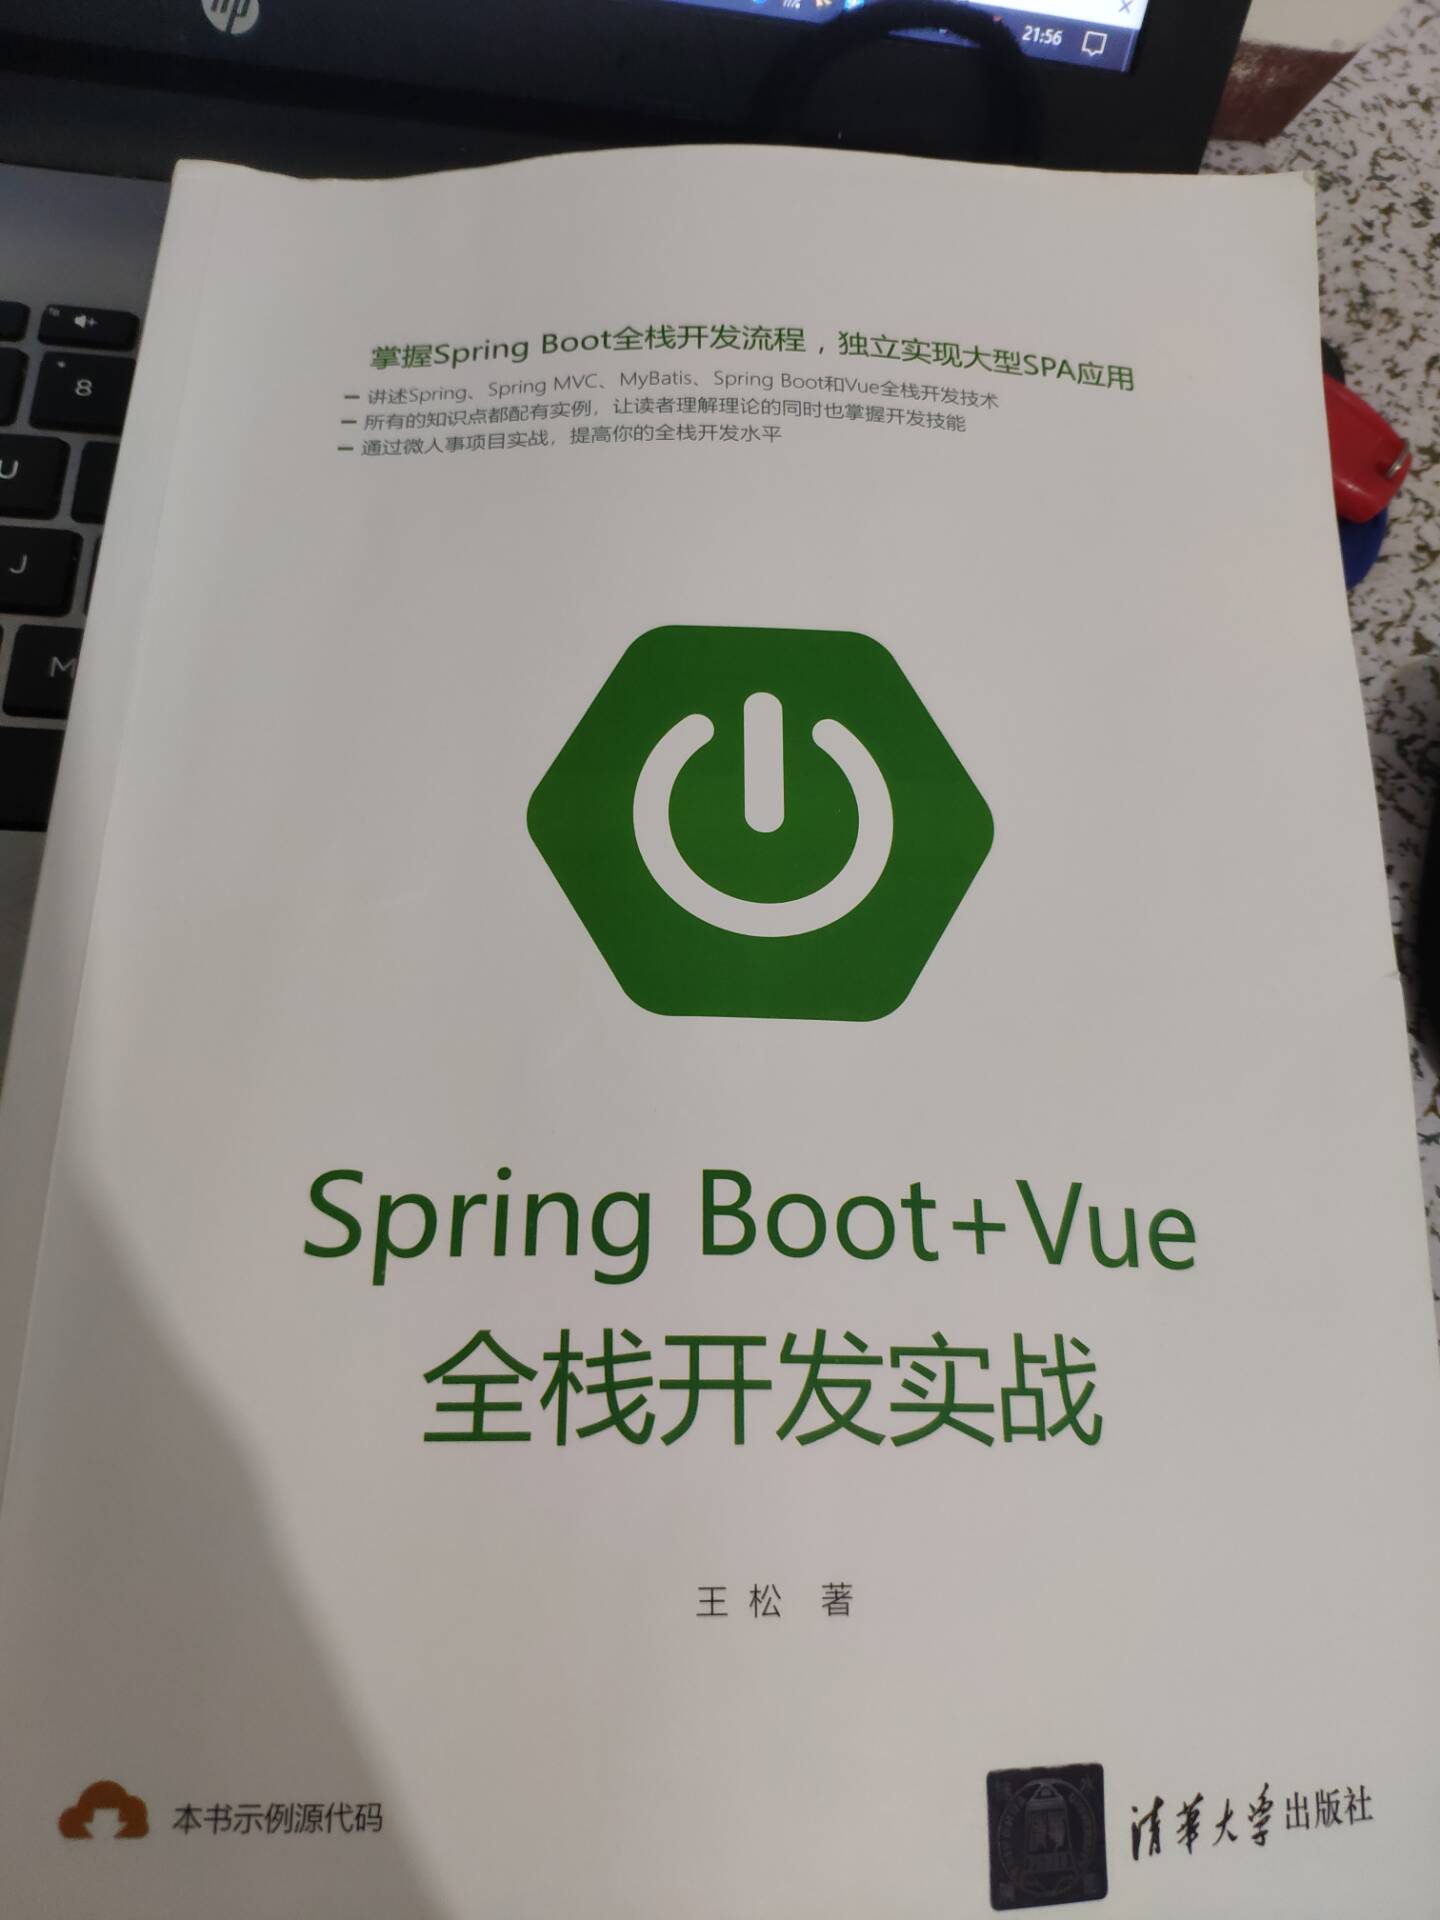 hp
21:56
8
U
J
M
掌握Spring Boot全栈开发流程，独立实现大型SPA应用
讲述Spring、Spring MVC、MyBatis、Spring Boot和Vue全栈开发技术
所有的知识点都配有实例，让读者理解理论的同时也掌握开发技能
通过微人事项目实战，提高你的全栈开发水平
Spring Boot+Vue
全栈开发实战
王松 著
本书示例源代码
清华大学出版社